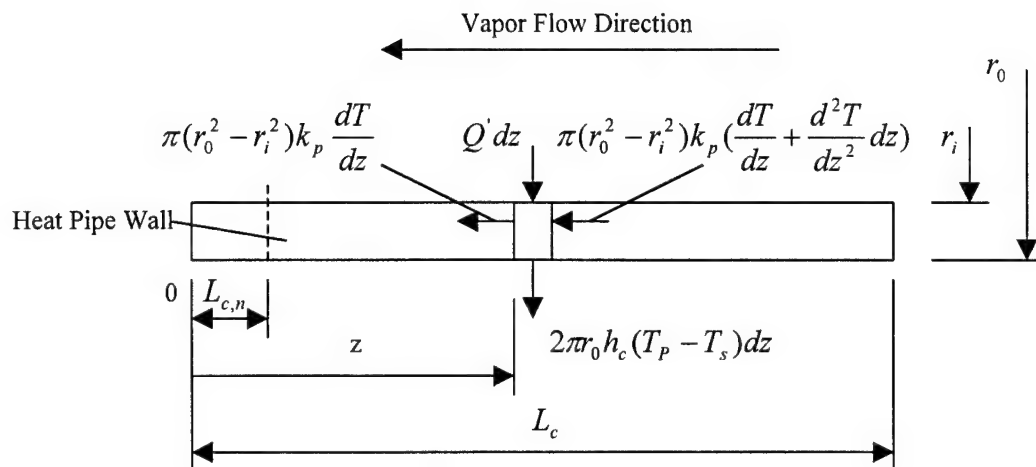 Vapor Flow Direction
r_0
π(r_0^2 − r_i^2)k_p dT/dz
Q' dz
π(r_0^2 − r_i^2)k_p(dT/dz + d^2T/dz^2 dz)
r_i
Heat Pipe Wall
0
L_{c,n}
z
2πr_0h_c(T_P − T_s)dz
L_c